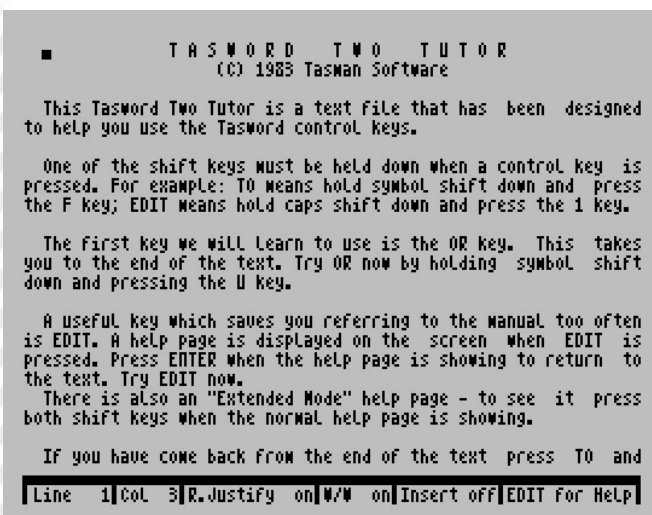 T A S W O R D   T W O   T U T O R
(C) 1983 Tasman Software
This Tasword Two Tutor is a text file that has been designed
to help you use the Tasword control keys.
One of the shift keys must be held down when a control key is
pressed. For example: TO means hold symbol shift down and press
the F key; EDIT means hold caps shift down and press the 1 key.
The first key we will learn to use is the OR key. This takes
you to the end of the text. Try OR now by holding symbol shift
down and pressing the U key.
A useful key which saves you referring to the manual too often
is EDIT. A help page is displayed on the screen when EDIT is
pressed. Press ENTER when the help page is showing to return to
the text. Try EDIT now.
There is also an "Extended Mode" help page - to see it press
both shift keys when the normal help page is showing.
If you have come back from the end of the text press TO and
Line 1 Col 3 R.Justify on W/W on Insert off EDIT for Help